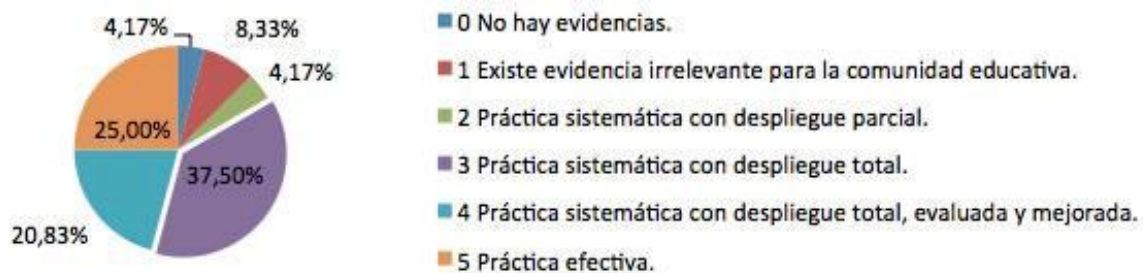 4,17%
8,33%
4,17%
25,00%
37,50%
20,83%
0 No hay evidencias.
1 Existe evidencia irrelevante para la comunidad educativa.
2 Práctica sistemática con despliegue parcial.
3 Práctica sistemática con despliegue total.
4 Práctica sistemática con despliegue total, evaluada y mejorada.
5 Práctica efectiva.